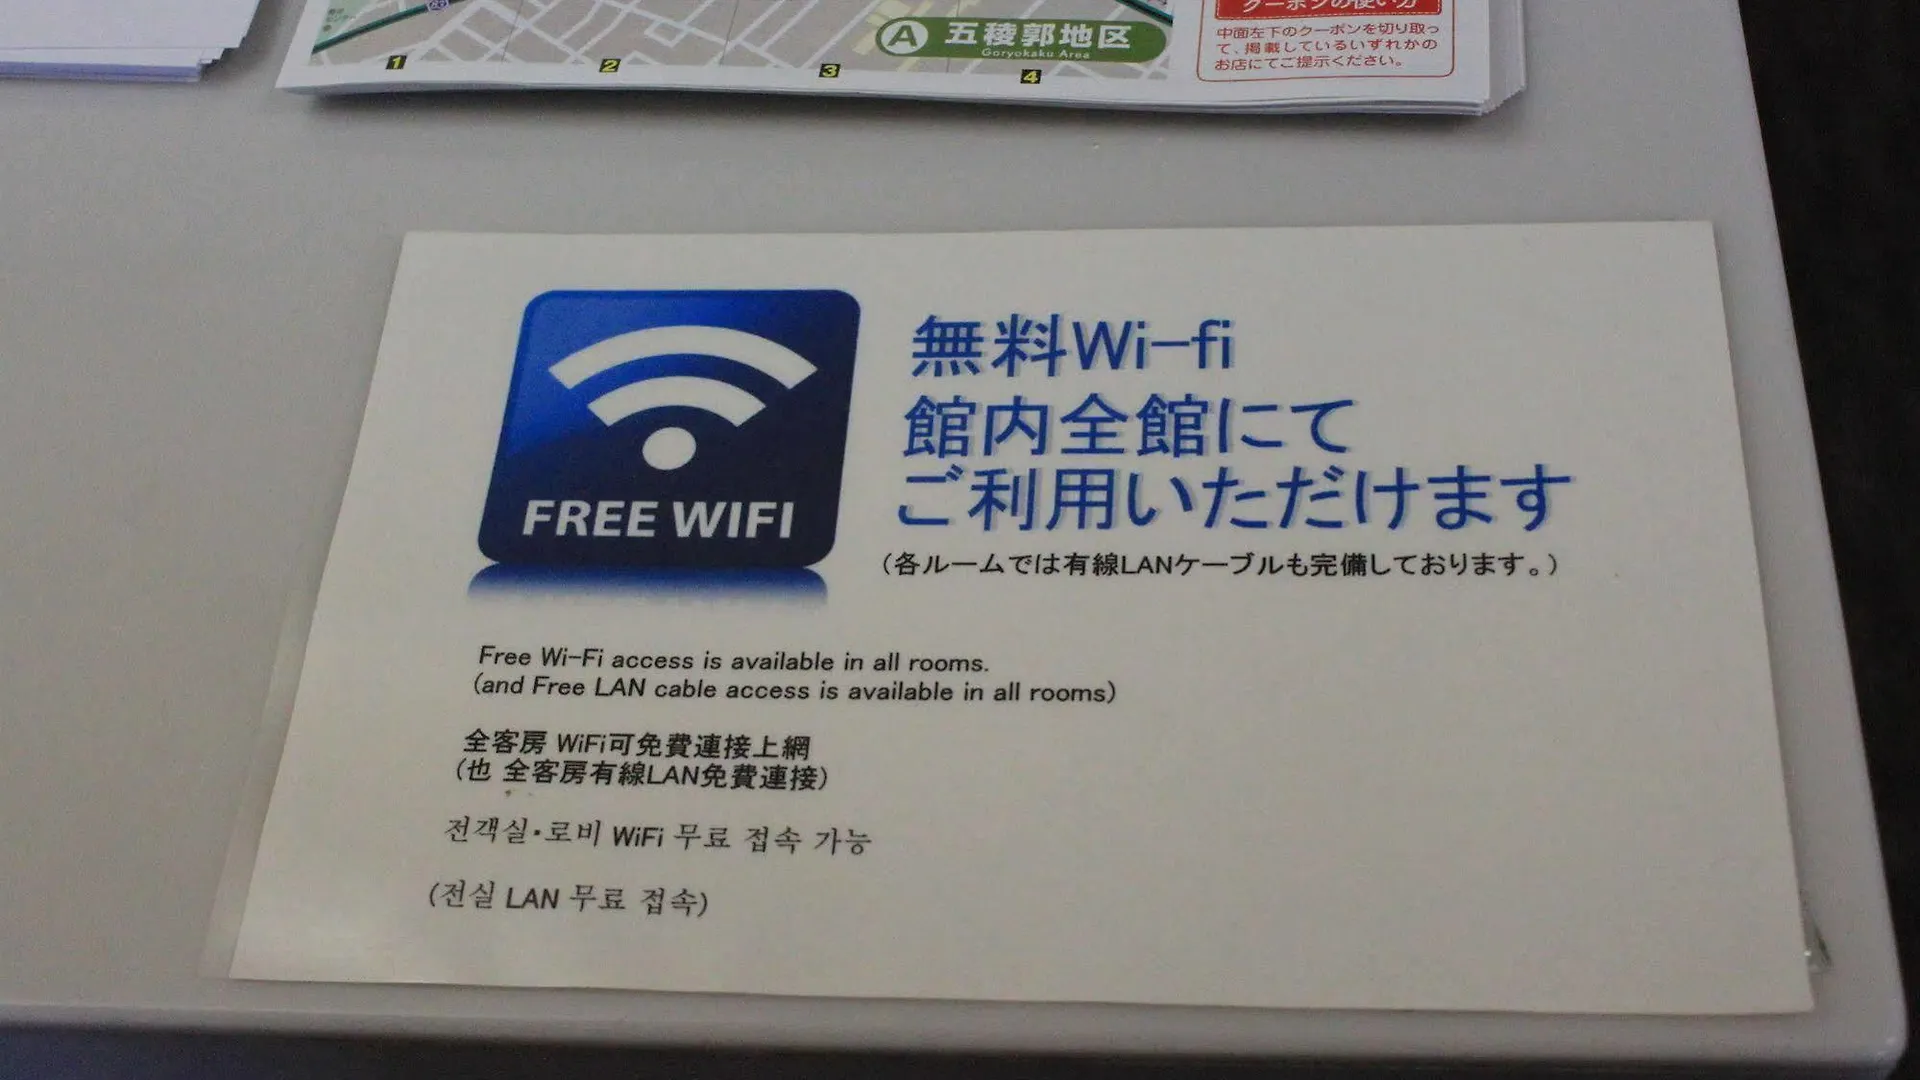 1
2
3
4
A 五稜郭地区
Goryokaku Area
クーポンの使い方
中面左下のクーポンを切り取っ
て、掲載しているいずれかの
お店にてご提示ください。
FREE WIFI
無料Wi-fi
館内全館にて
ご利用いただけます
(各ルームでは有線LANケーブルも完備しております。)
Free Wi-Fi access is available in all rooms.
(and Free LAN cable access is available in all rooms)
全客房 WiFi可免費連接上網
(也 全客房有線LAN免費連接)
전객실·로비 WiFi 무료 접속 가능
(전실 LAN 무료 접속)